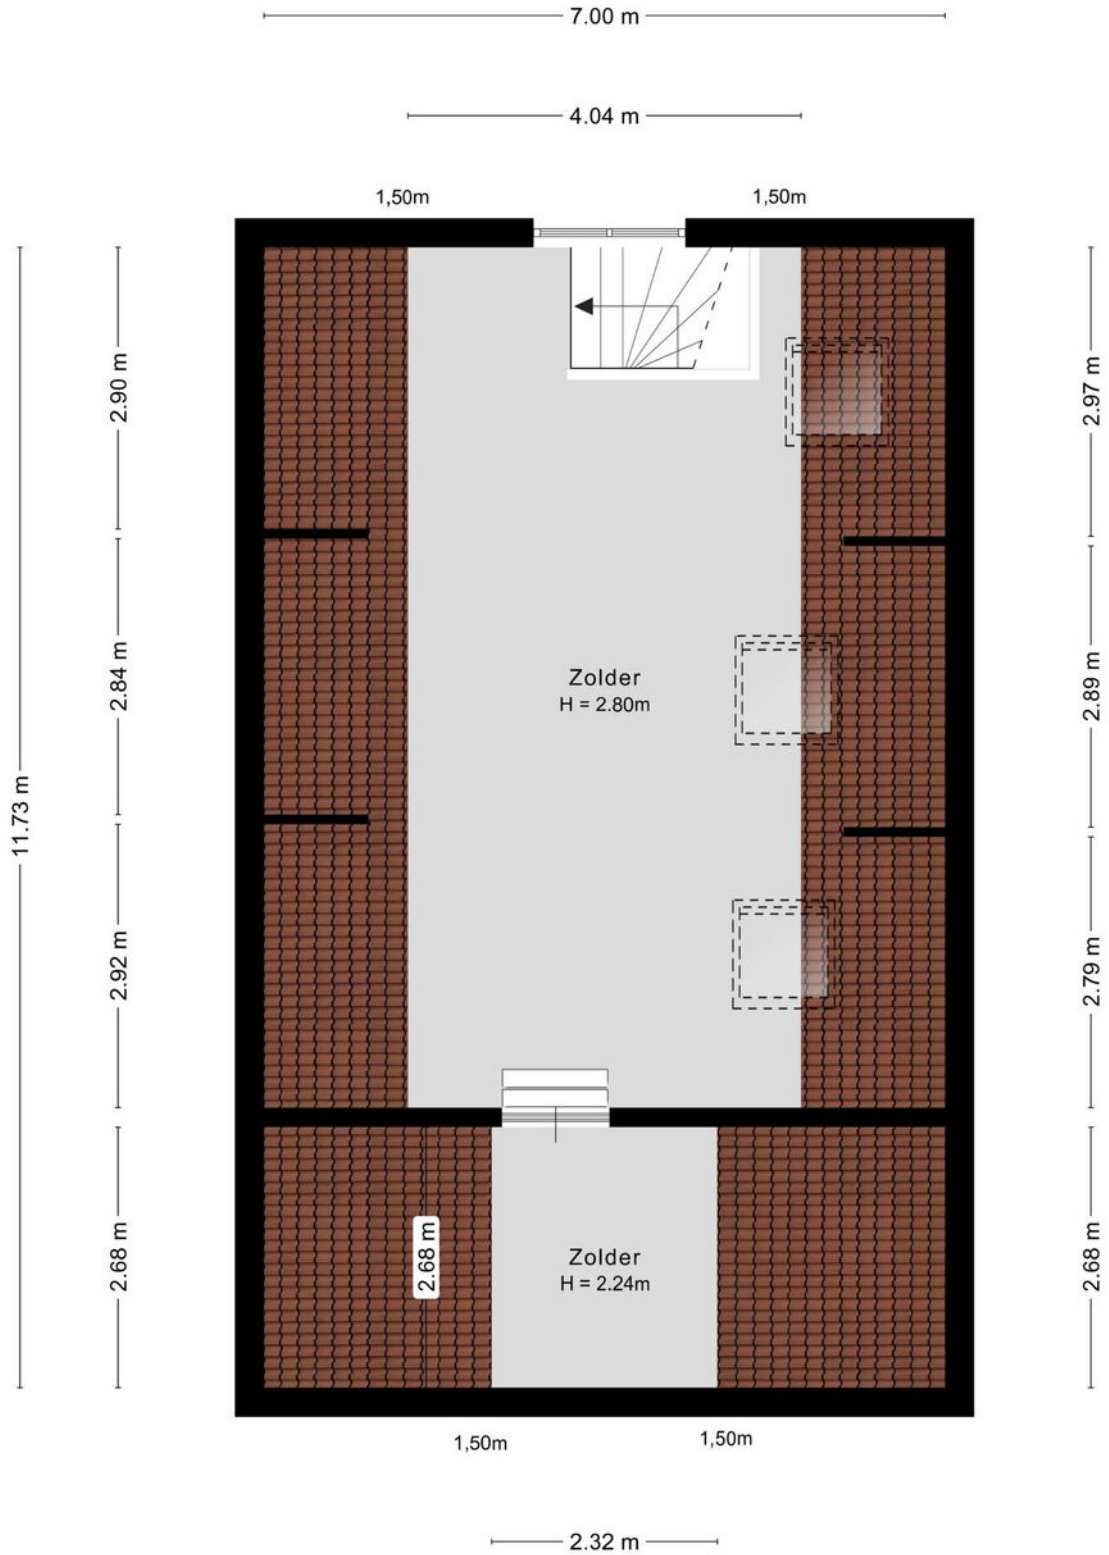 7.00 m
4.04 m
1,50m
1,50m
2.90 m
2.97 m
2.84 m
2.89 m
Zolder
H = 2.80m
11.73 m
2.92 m
2.79 m
2.68 m
2.68 m
2.68 m
Zolder
H = 2.24m
1,50m
1,50m
2.32 m